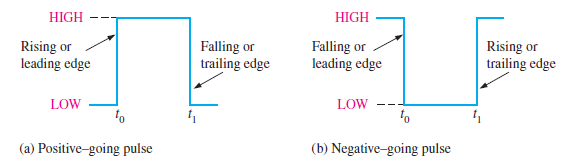 HIGH
Rising or
leading edge
Falling or
trailing edge
LOW
t0
t1
(a) Positive–going pulse
HIGH
Falling or
leading edge
Rising or
trailing edge
LOW
t0
t1
(b) Negative–going pulse